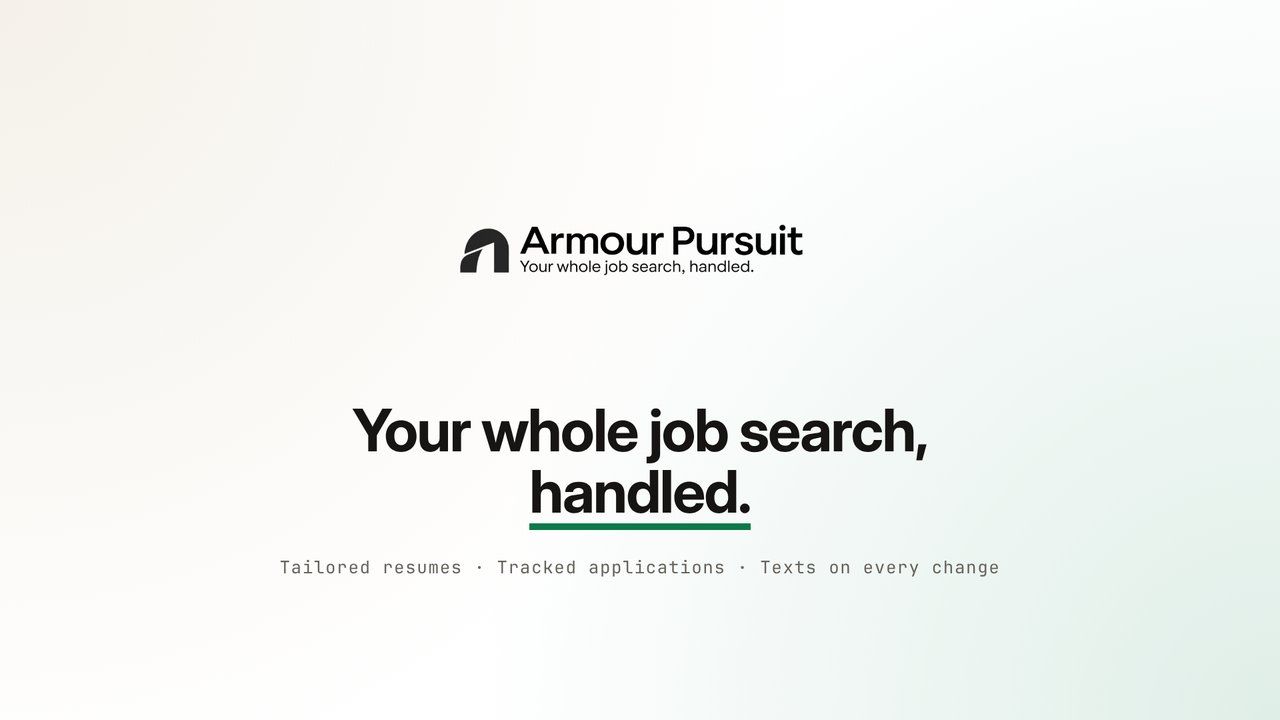 Armour Pursuit
Your whole job search, handled.
Your whole job search,
handled.
Tailored resumes · Tracked applications · Texts on every change